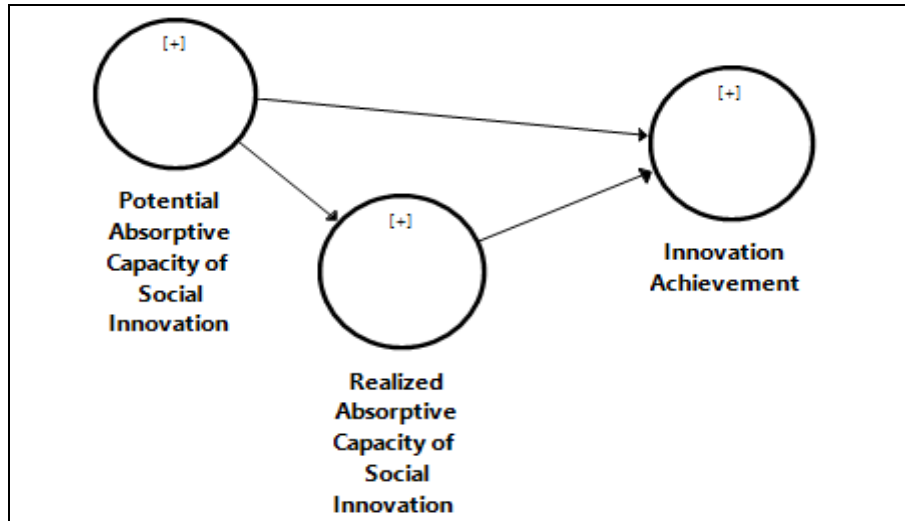 [+]
Potential
Absorptive
Capacity of
Social
Innovation
[+]
Realized
Absorptive
Capacity of
Social
Innovation
[+]
Innovation
Achievement